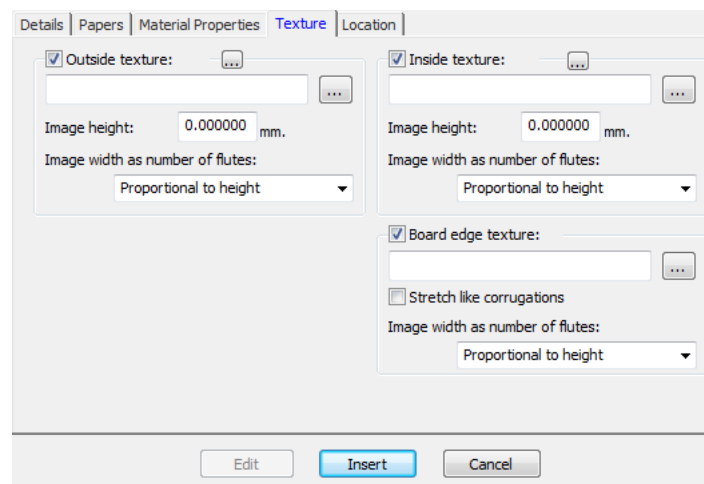 Details Papers Material Properties Texture Location
Outside texture: ...
...
Image height: 0.000000 mm.
Image width as number of flutes:
Proportional to height
Inside texture: ...
...
Image height: 0.000000 mm.
Image width as number of flutes:
Proportional to height
Board edge texture:
...
Stretch like corrugations
Image width as number of flutes:
Proportional to height
Edit Insert Cancel